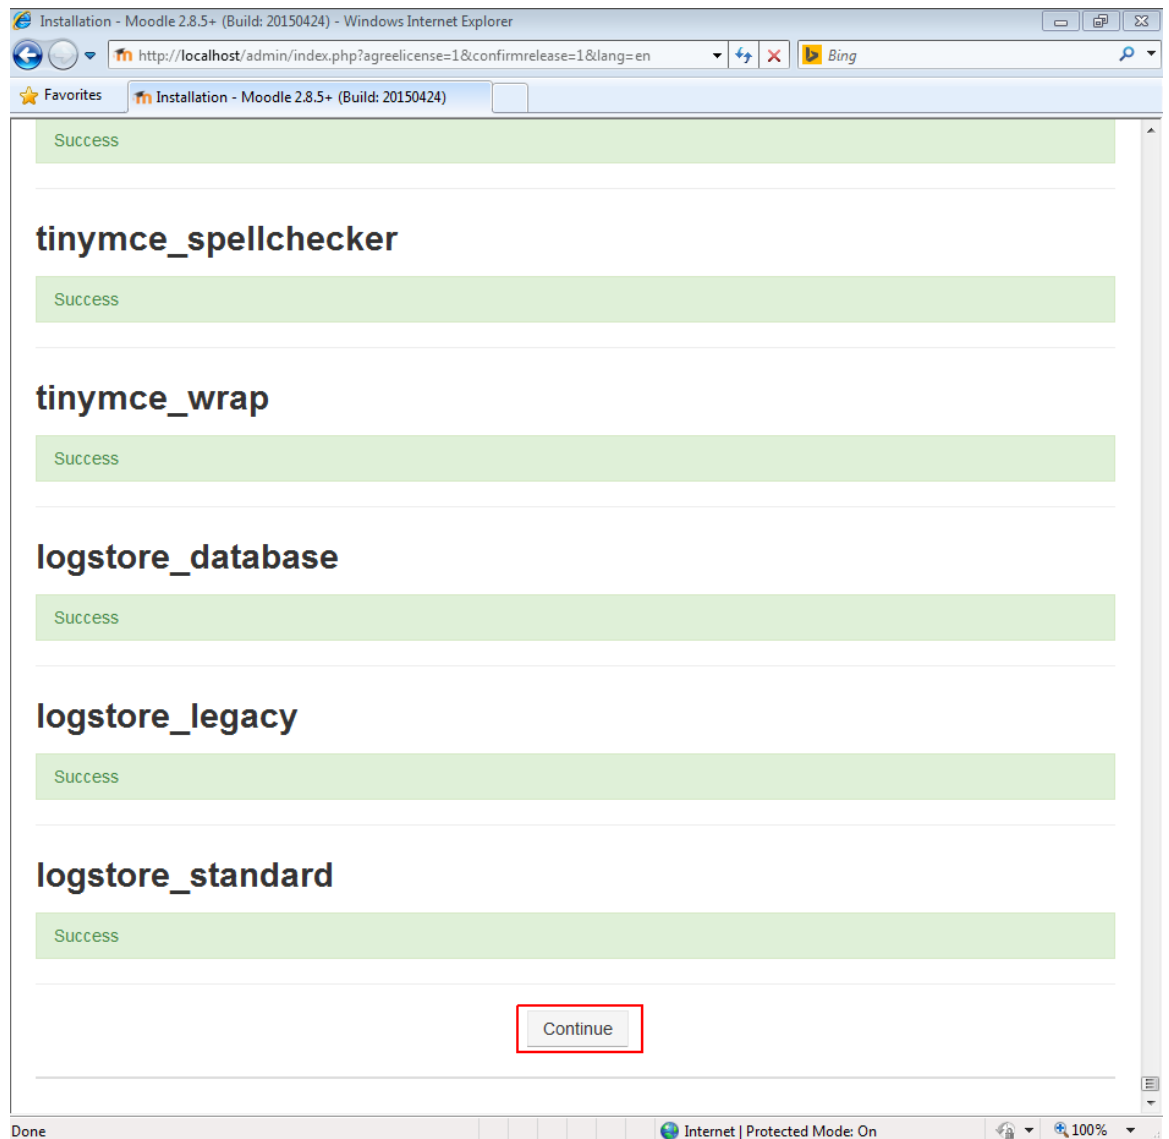 Installation - Moodle 2.8.5+ (Build: 20150424) - Windows Internet Explorer
http://localhost/admin/index.php?agreelicense=1&confirmrelease=1&lang=en
Bing
Favorites
Installation - Moodle 2.8.5+ (Build: 20150424)
Success
tinymce_spellchecker
Success
tinymce_wrap
Success
logstore_database
Success
logstore_legacy
Success
logstore_standard
Success
Continue
Done
Internet | Protected Mode: On
100%